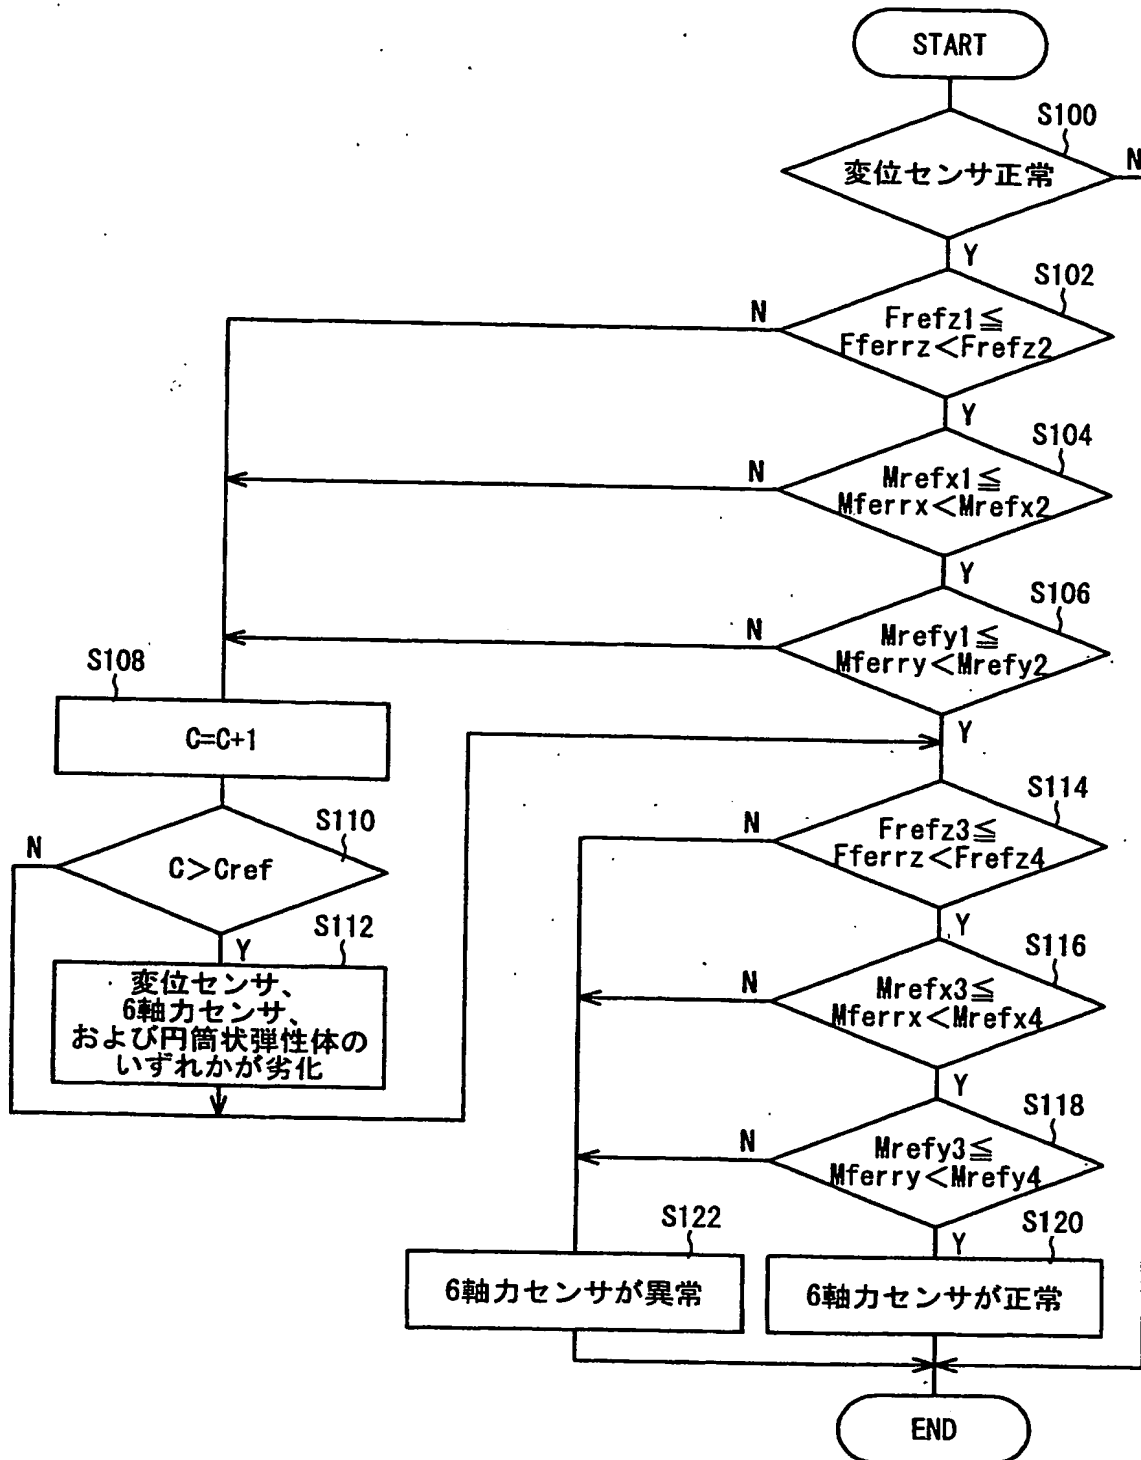 START
S100
変位センサ正常
N
Y
S102
Frefz1≦
Fferrz<Frefz2
N
Y
S104
Mrefx1≦
Mferrx<Mrefx2
N
Y
S106
Mrefy1≦
Mferry<Mrefy2
N
Y
S108
C=C+1
S110
C>Cref
N
Y
S112
変位センサ、
6軸力センサ、
および円筒状弾性体の
いずれかが劣化
S114
Frefz3≦
Fferrz<Frefz4
N
Y
S116
Mrefx3≦
Mferrx<Mrefx4
N
Y
S118
Mrefy3≦
Mferry<Mrefy4
N
Y
S122
6軸力センサが異常
S120
6軸力センサが正常
END